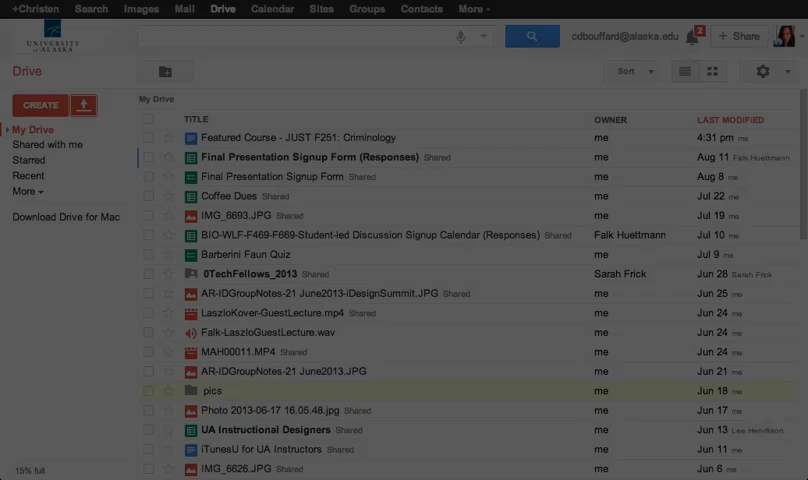 +Christen Search Images Mail Drive Calendar Sites Groups Contacts More
UNIVERSITY
of ALASKA
cdbouffard@alaska.edu 2 + Share
Drive
Sort
CREATE
My Drive
Shared with me
Starred
Recent
More
Download Drive for Mac
15% full
My Drive
TITLE OWNER LAST MODIFIED
Featured Course - JUST F251: Criminology me 4:31 pm me
Final Presentation Signup Form (Responses) Shared me Aug 11 Falk Huettmann
Final Presentation Signup Form Shared me Aug 8 me
Coffee Dues Shared me Jul 22 me
IMG_6693.JPG Shared me Jul 19 me
BIO-WLF-F469-F669-Student-led Discussion Signup Calendar (Responses) Shared Falk Huettmann Jul 10 me
Barberini Faun Quiz me Jul 9 me
0TechFellows_2013 Shared Sarah Frick Jun 28 Sarah Frick
AR-IDGroupNotes-21 June2013-iDesignSummit.JPG Shared me Jun 25 me
LaszloKover-GuestLecture.mp4 Shared me Jun 24 me
Falk-LaszloGuestLecture.wav me Jun 24 me
MAH00011.MP4 Shared me Jun 24 me
AR-IDGroupNotes-21 June2013.JPG me Jun 21 me
pics me Jun 18 me
Photo 2013-06-17 16.05.48.jpg Shared me Jun 17 me
UA Instructional Designers Shared me Jun 13 Lee Henrikson
iTunesU for UA Instructors Shared me Jun 11 me
IMG_6626.JPG Shared me Jun 6 me